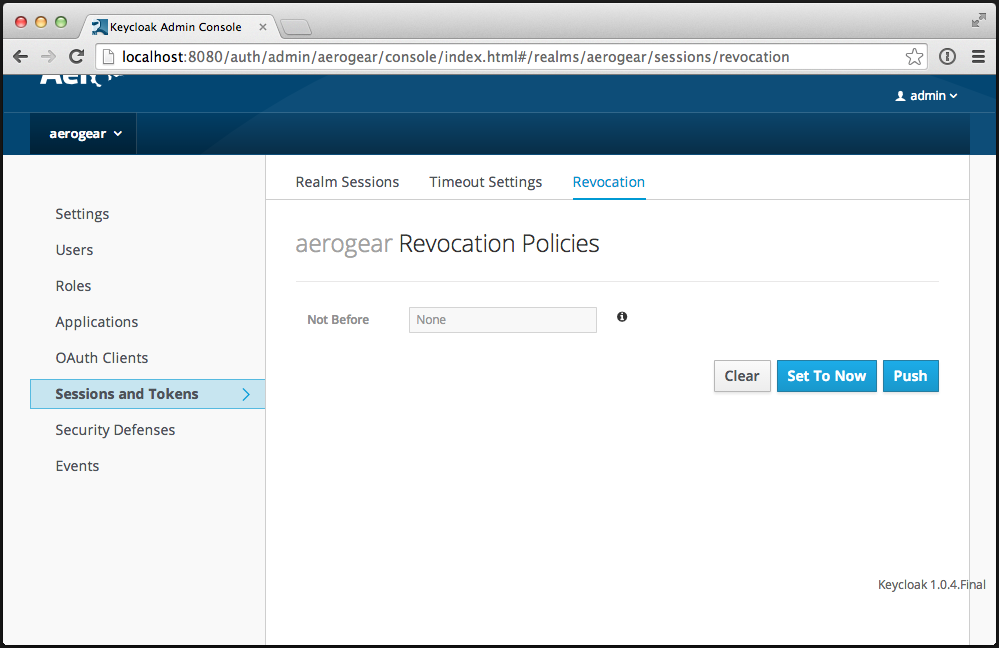 Keycloak Admin Console
localhost:8080/auth/admin/aerogear/console/index.html#/realms/aerogear/sessions/revocation
admin
aerogear
Realm Sessions Timeout Settings Revocation
Settings
Users
Roles
Applications
OAuth Clients
Sessions and Tokens
Security Defenses
Events
aerogear Revocation Policies
Not Before None
Clear Set To Now Push
Keycloak 1.0.4.Final